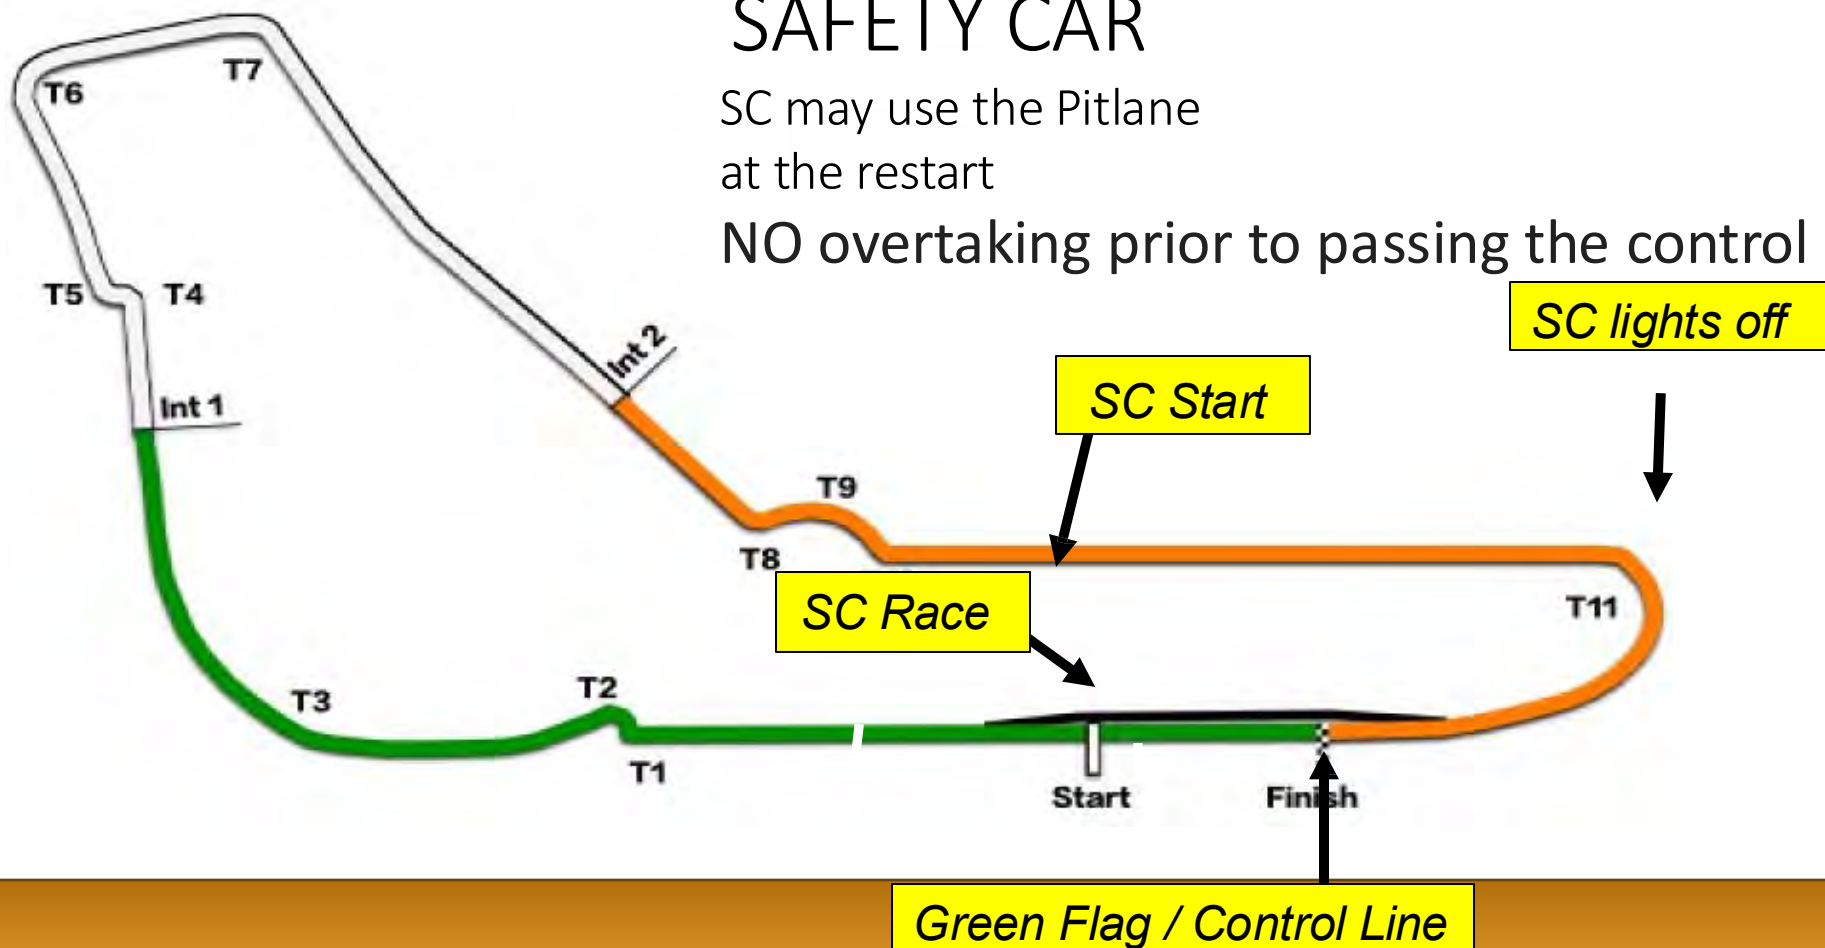 SAFETY CAR
SC may use the Pitlane
at the restart
NO overtaking prior to passing the control
T7
T6
SC lights off
T5
T4
Int 2
SC Start
Int 1
T9
T8
SC Race
T11
T2
T3
T1
Start
Finish
Green Flag / Control Line